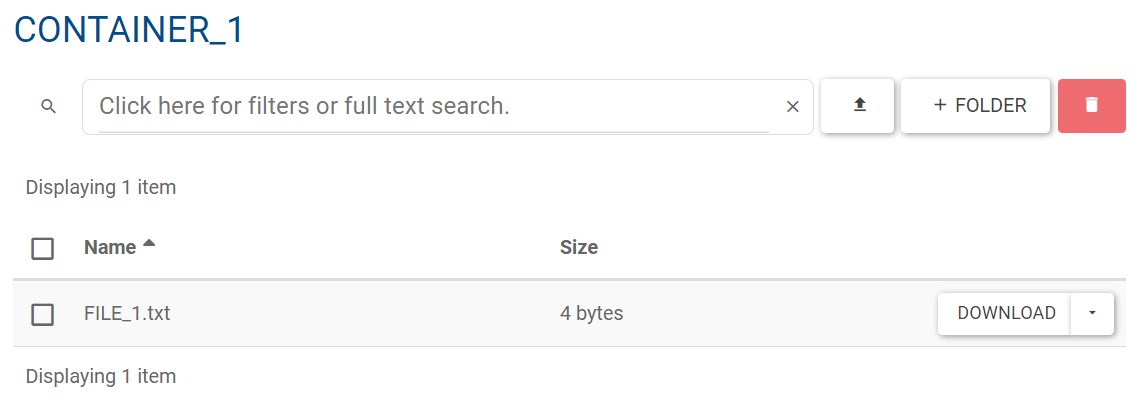 CONTAINER_1
Click here for filters or full text search.
+ FOLDER
Displaying 1 item
Name Size
FILE_1.txt 4 bytes DOWNLOAD
Displaying 1 item